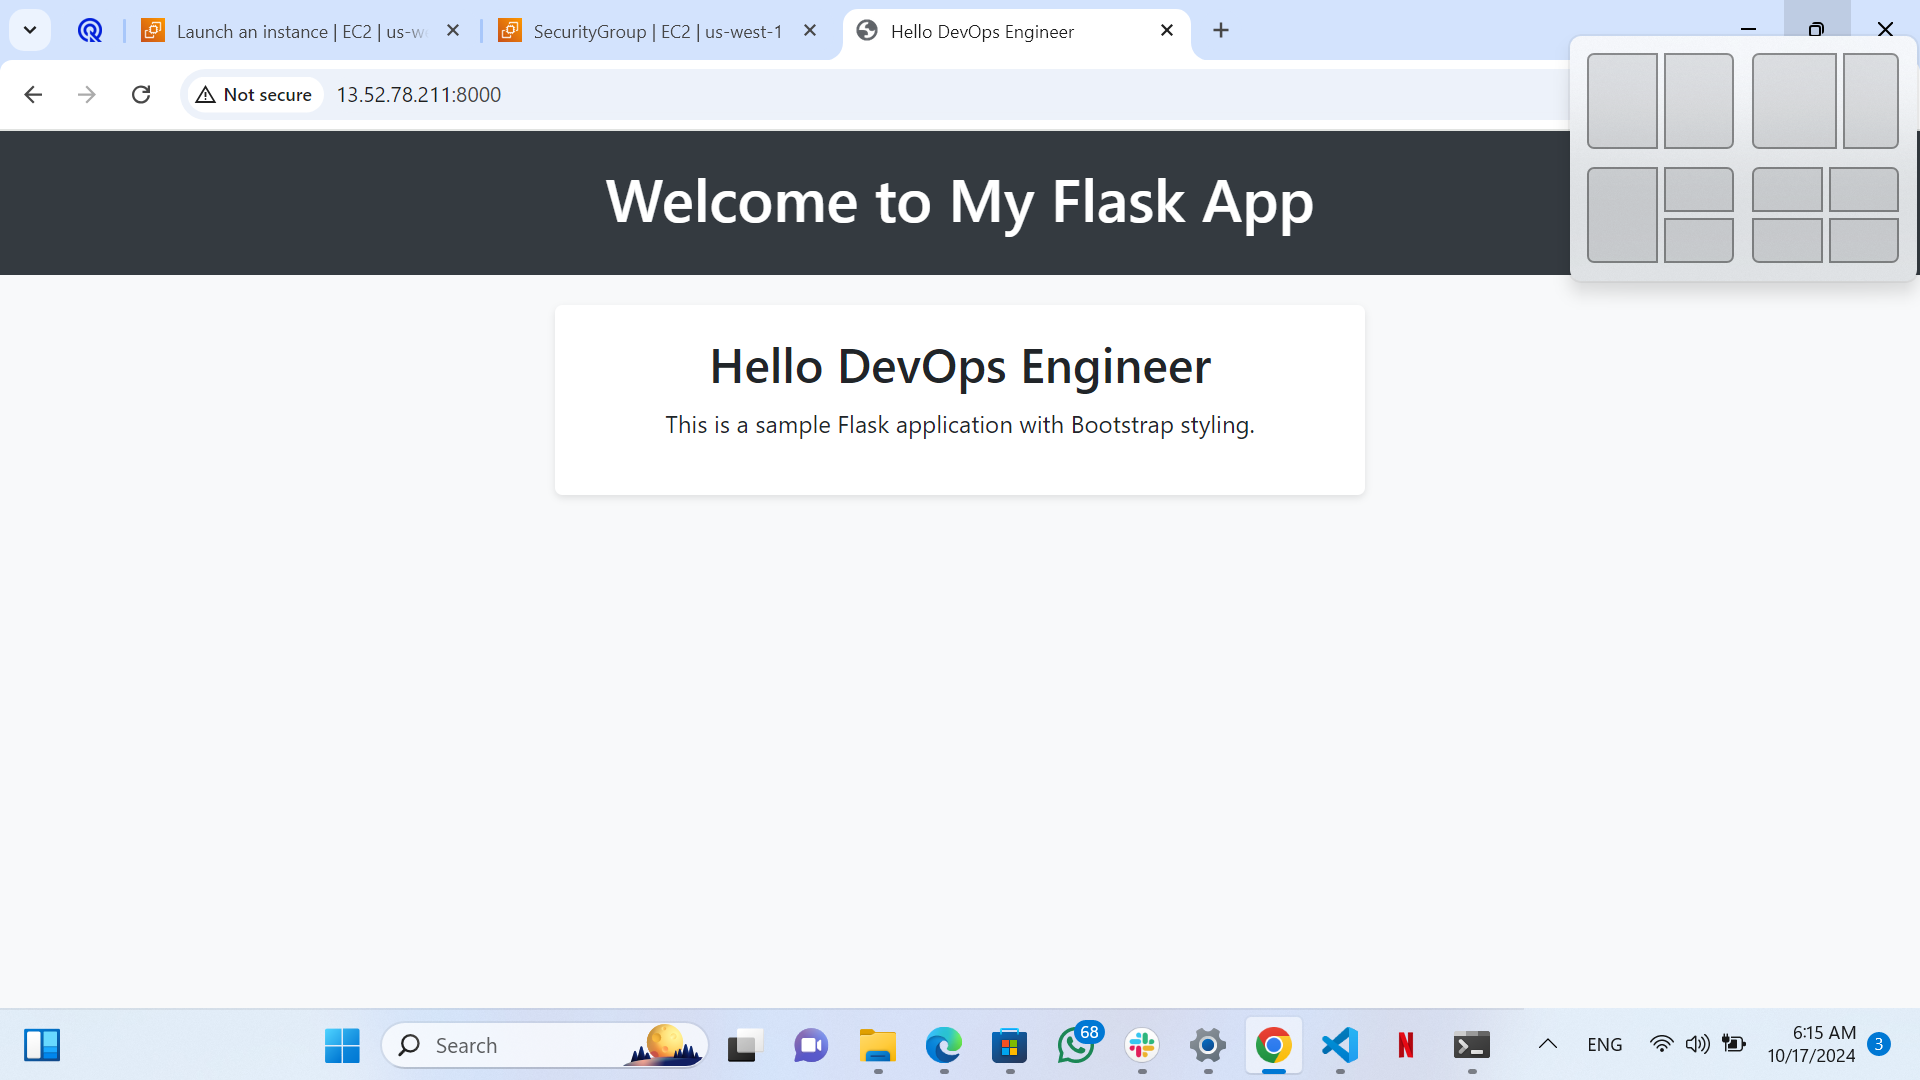 Launch an instance | EC2 | us-we
SecurityGroup | EC2 | us-west-1
Hello DevOps Engineer
Not secure
13.52.78.211:8000
Welcome to My Flask App
Hello DevOps Engineer
This is a sample Flask application with Bootstrap styling.
Search
68
N
ENG
6:15 AM
10/17/2024
3